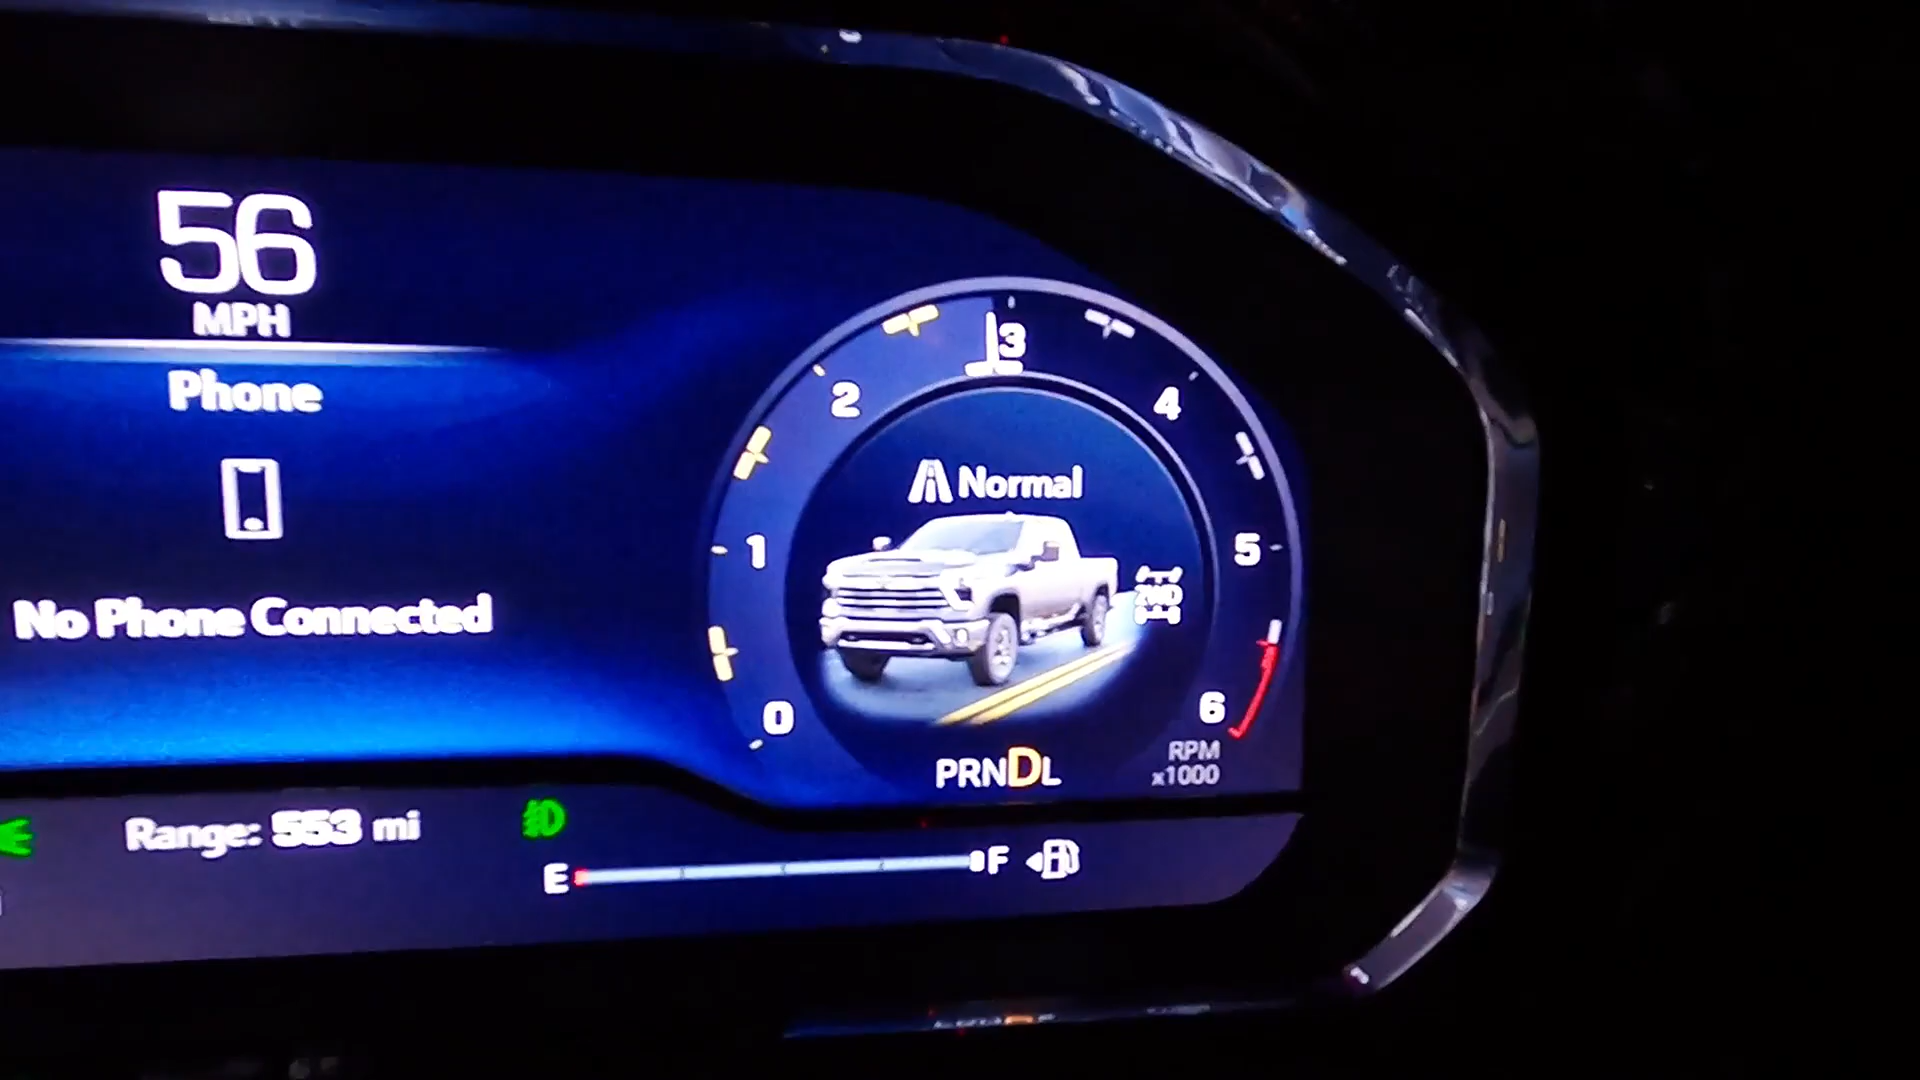 56
MPH
Phone
No Phone Connected
Normal
2WD
0
1
2
3
4
5
6
RPM
x1000
PRNDL
Range: 553 mi
E
F